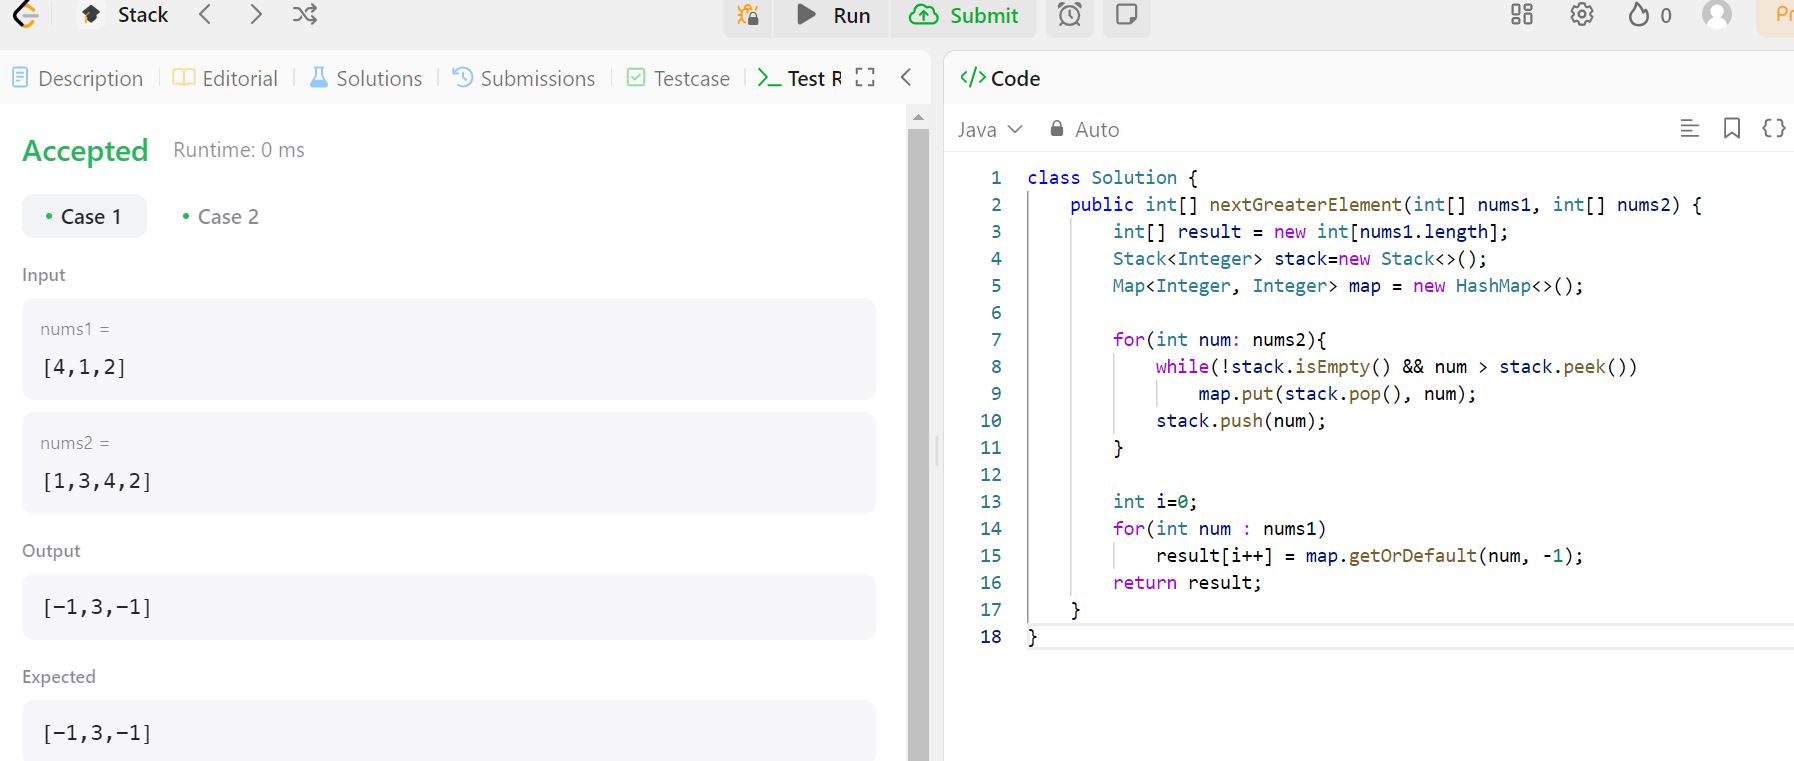 Stack
Run
Submit
0
Pr
Description
Editorial
Solutions
Submissions
Testcase
Test R
</> Code
Accepted
Runtime: 0 ms
Java
Auto
Case 1
Case 2
Input
nums1 =
[4,1,2]
nums2 =
[1,3,4,2]
Output
[-1,3,-1]
Expected
[-1,3,-1]
1 class Solution {
2 public int[] nextGreaterElement(int[] nums1, int[] nums2) {
3 int[] result = new int[nums1.length];
4 Stack<Integer> stack=new Stack<>();
5 Map<Integer, Integer> map = new HashMap<>();
6
7 for(int num: nums2){
8 while(!stack.isEmpty() && num > stack.peek())
9 map.put(stack.pop(), num);
10 stack.push(num);
11 }
12
13 int i=0;
14 for(int num : nums1)
15 result[i++] = map.getOrDefault(num, -1);
16 return result;
17 }
18 }